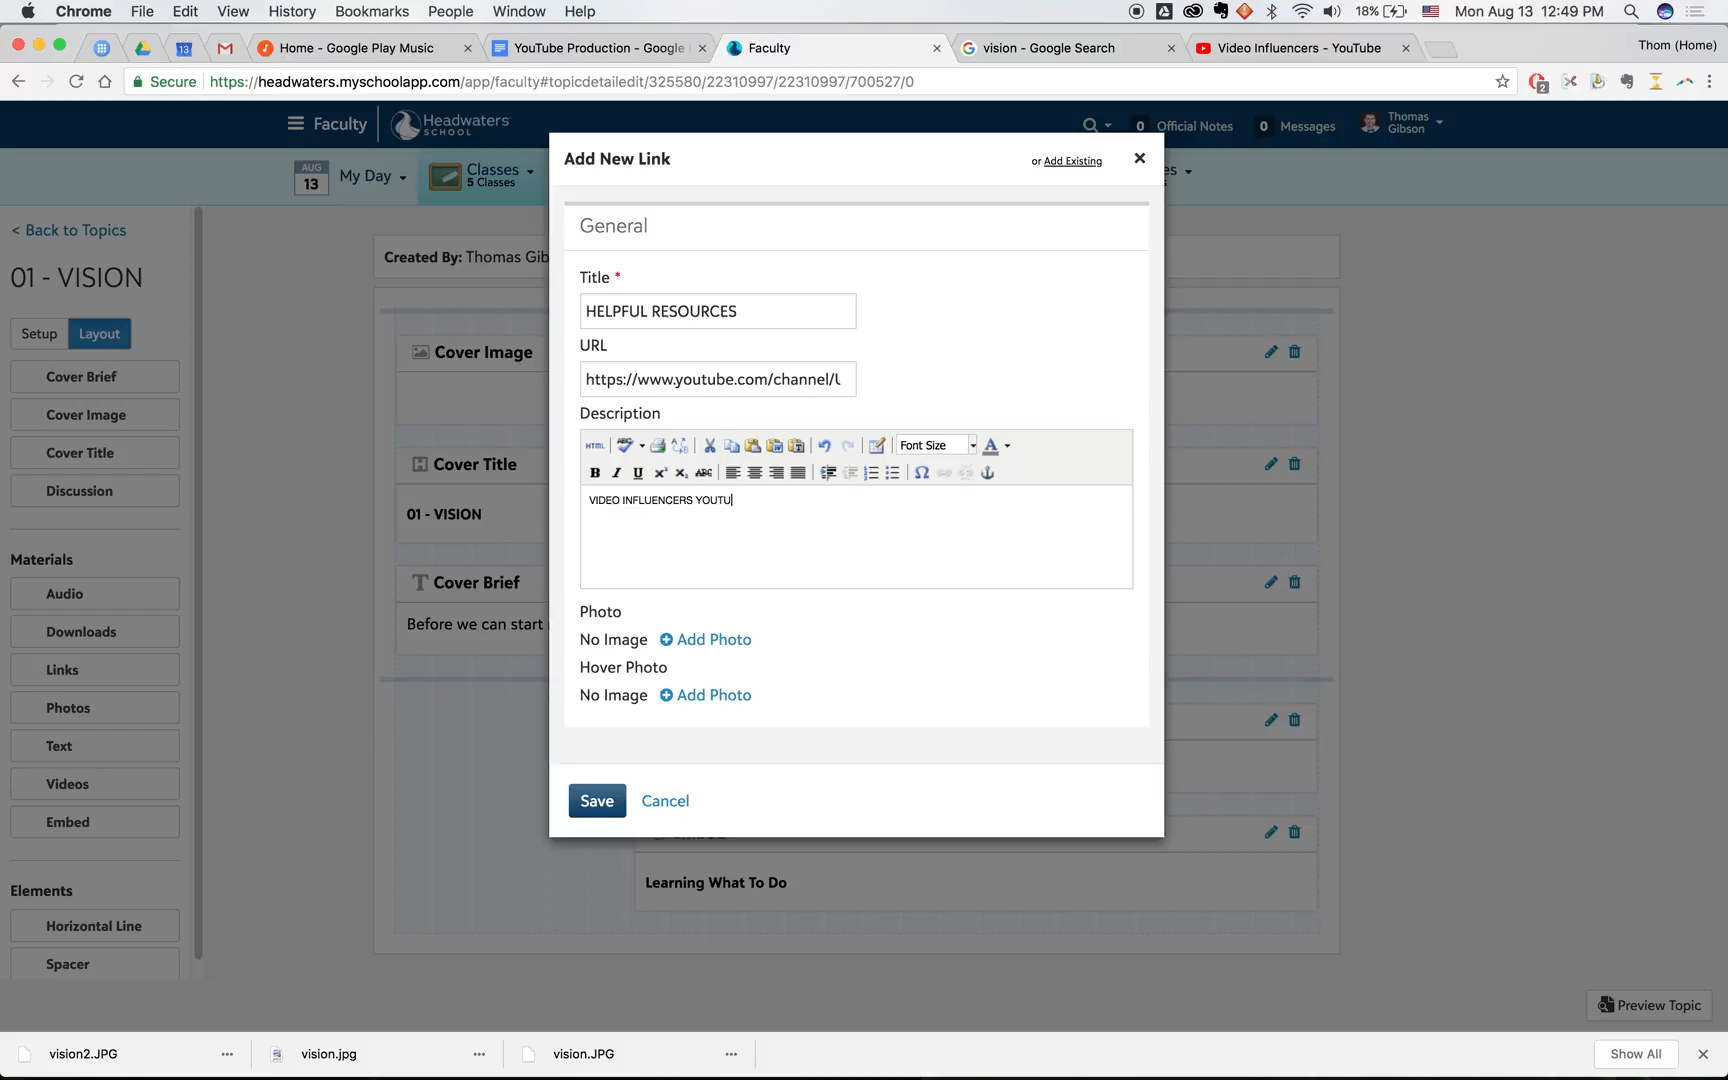 Chrome File Edit View History Bookmarks People Window Help 18% Mon Aug 13 12:49 PM
13 Home - Google Play Music YouTube Production - Google Faculty vision - Google Search Video Influencers - YouTube Thom (Home)
Secure https://headwaters.myschoolapp.com/app/faculty#topicdetailedit/325580/22310997/22310997/700527/0 2
Faculty Headwaters SCHOOL 0 Official Notes 0 Messages Thomas Gibson
AUG 13 My Day Classes 5 Classes
Add New Link or Add Existing
< Back to Topics
01 - VISION
Setup Layout
Cover Brief
Cover Image
Cover Title
Discussion
Materials
Audio
Downloads
Links
Photos
Text
Videos
Embed
Elements
Horizontal Line
Spacer
Created By: Thomas Gib
Cover Image
Cover Title
01 - VISION
Cover Brief
Before we can start
Learning What To Do
General
Title *
HELPFUL RESOURCES
URL
https://www.youtube.com/channel/U
Description
HTML ABC Font Size A
B I U X² X₂ ABC Ω
VIDEO INFLUENCERS YOUTU
Photo
No Image Add Photo
Hover Photo
No Image Add Photo
Save Cancel
Preview Topic
vision2.JPG vision.jpg vision.JPG Show All